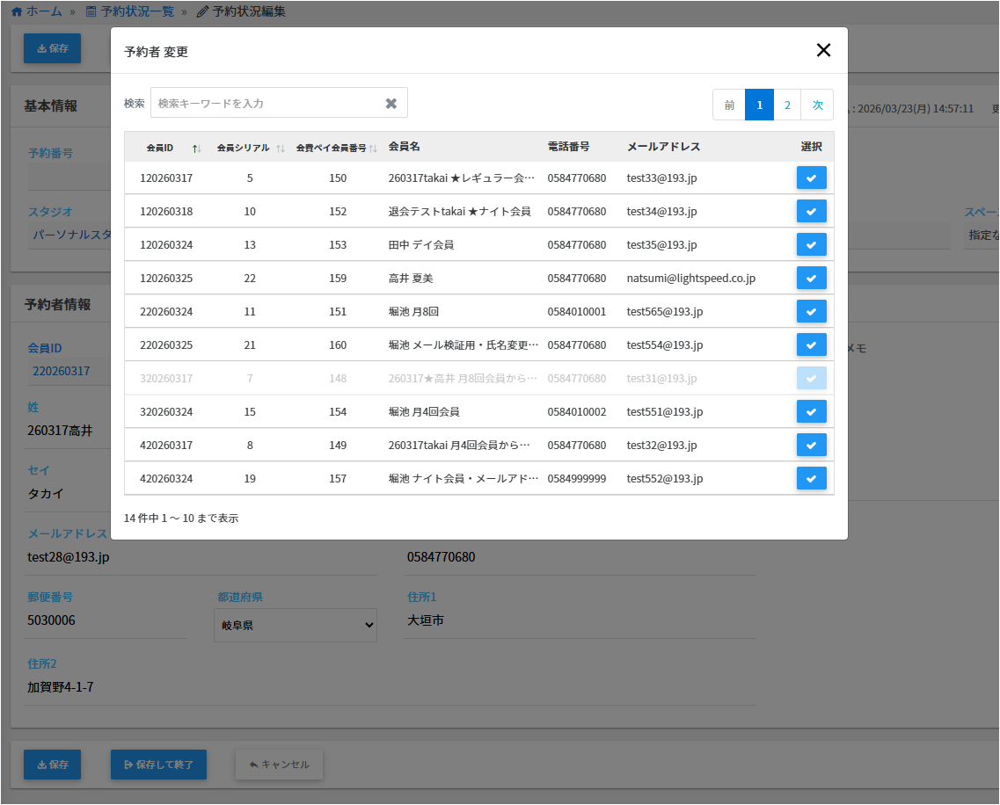 ホーム » 予約状況一覧 » 予約状況編集
保存
予約者 変更
検索 検索キーワードを入力
前 1 2 次
基本情報
: 2026/03/23(月) 14:57:11 更
会員ID 会員シリアル 会費ペイ会員番号 会員名 電話番号 メールアドレス 選択
120260317 5 150 260317takai ★レギュラー会… 0584770680 test33@193.jp
120260318 10 152 退会テストtakai ★ナイト会員 0584770680 test34@193.jp
120260324 13 153 田中 デイ会員 0584770680 test35@193.jp
120260325 22 159 高井 夏美 0584770680 natsumi@lightspeed.co.jp
220260324 11 151 堀池 月8回 0584010001 test565@193.jp
220260325 21 160 堀池 メール検証用・氏名変更… 0584770680 test554@193.jp
320260317 7 148 260317★高井 月8回会員から… 0584770680 test31@193.jp
320260324 15 154 堀池 月4回会員 0584010002 test551@193.jp
420260317 8 149 260317takai 月4回会員から… 0584770680 test32@193.jp
420260324 19 157 堀池 ナイト会員・メールアド… 0584999999 test552@193.jp
14 件中 1 ～ 10 まで表示
予約番号
スタジオ
パーソナルスタ
スペー
指定な
予約者情報
会員ID
220260317
メモ
姓
260317高井
セイ
タカイ
メールアドレス
test28@193.jp
0584770680
郵便番号 都道府県 住所1
5030006 岐阜県 大垣市
住所2
加賀野4-1-7
保存 保存して終了 キャンセル